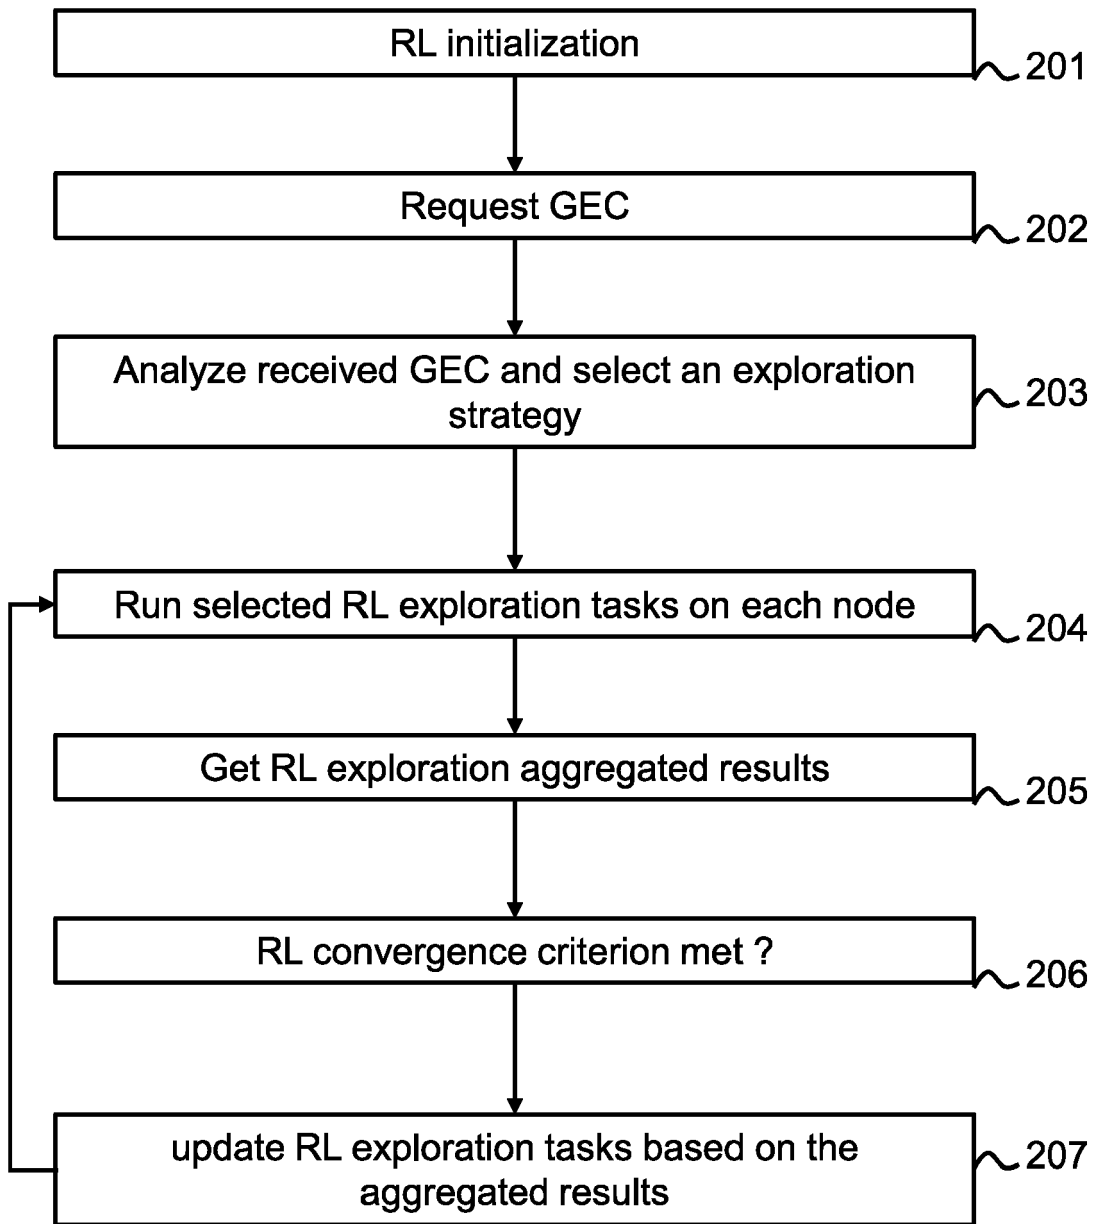 RL initialization
201
Request GEC
202
Analyze received GEC and select an exploration
strategy
203
Run selected RL exploration tasks on each node
204
Get RL exploration aggregated results
205
RL convergence criterion met ?
206
update RL exploration tasks based on the
aggregated results
207